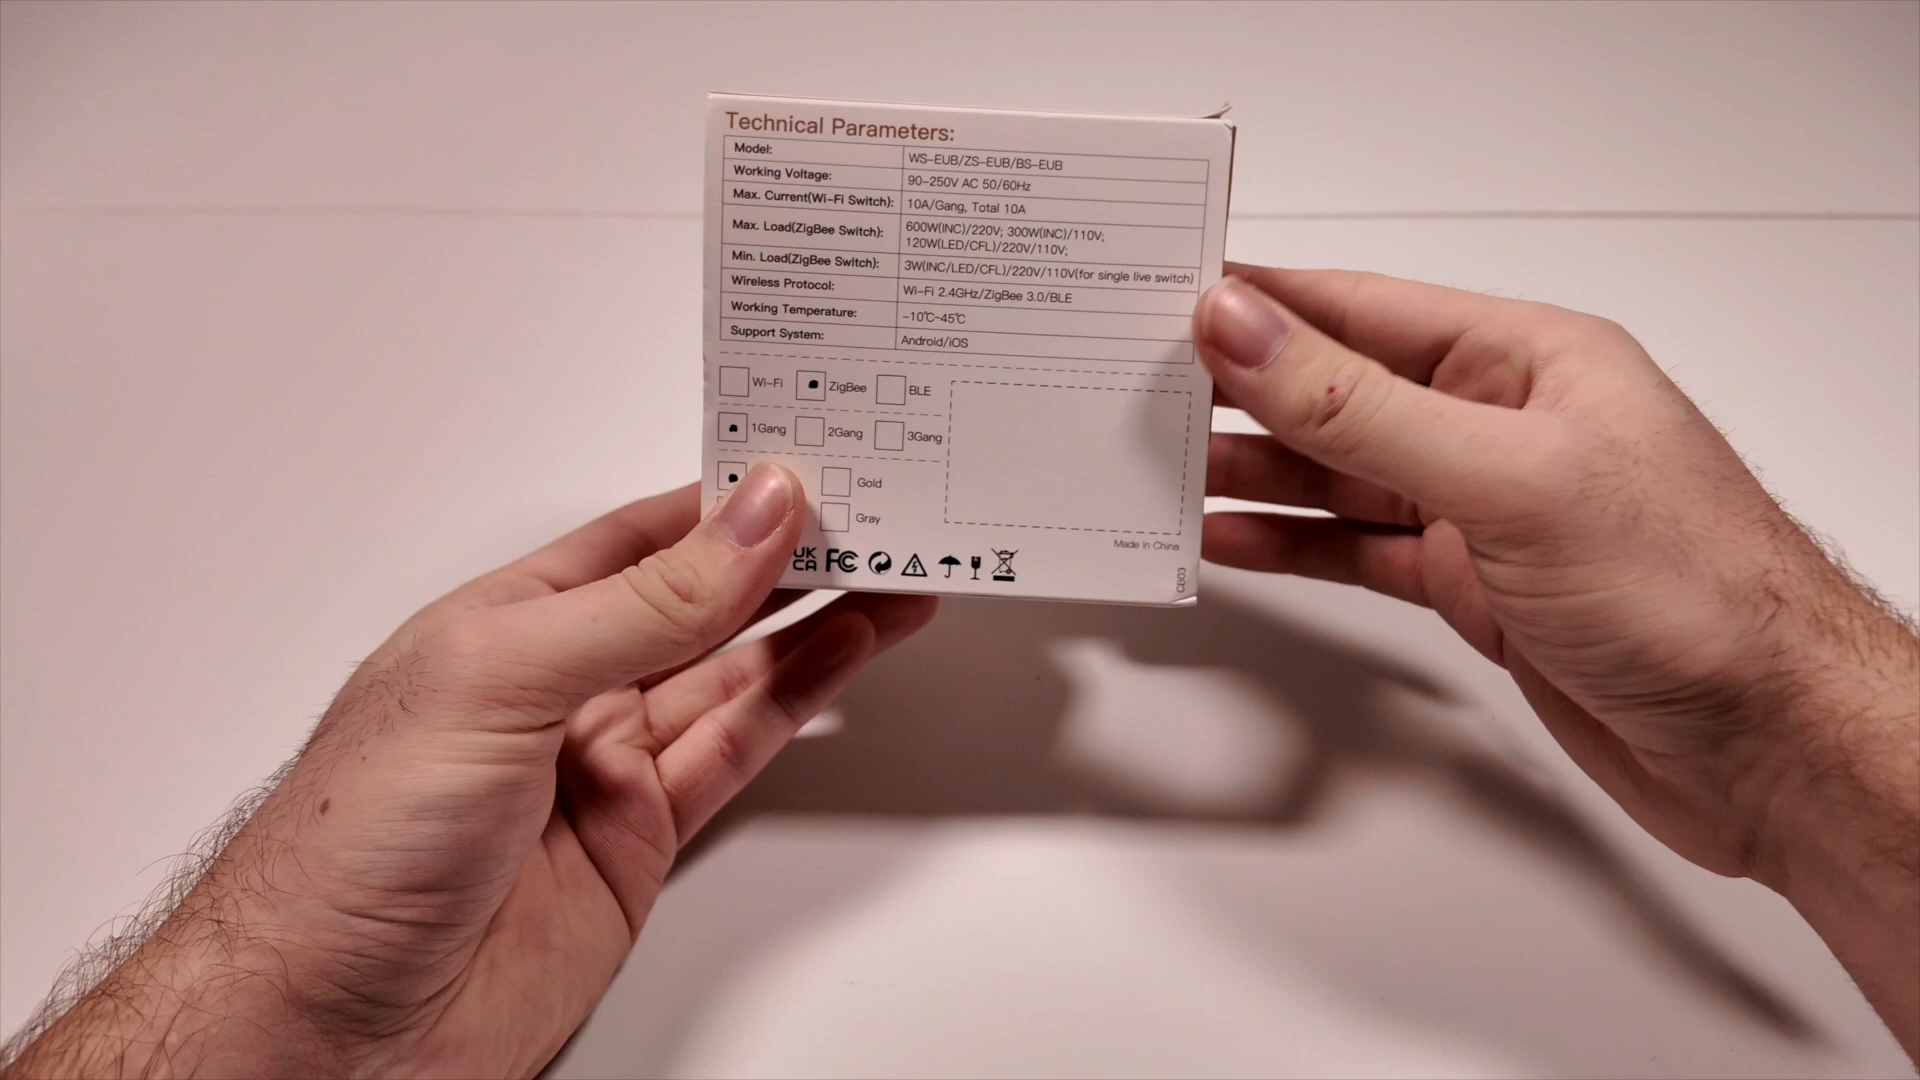 Technical Parameters:
Model: WS-EUB/ZS-EUB/BS-EUB
Working Voltage: 90-250V AC 50/60Hz
Max. Current(Wi-Fi Switch): 10A/Gang, Total 10A
Max. Load(ZigBee Switch): 600W(INC)/220V; 300W(INC)/110V;
120W(LED/CFL)/220V/110V;
Min. Load(ZigBee Switch): 3W(INC/LED/CFL)/220V/110V(for single live switch)
Wireless Protocol: Wi-Fi 2.4GHz/ZigBee 3.0/BLE
Working Temperature: -10℃~45℃
Support System: Android/iOS
Wi-Fi ZigBee BLE
1Gang 2Gang 3Gang
Gold
Gray
Made in China
UK
CA FC
GB03